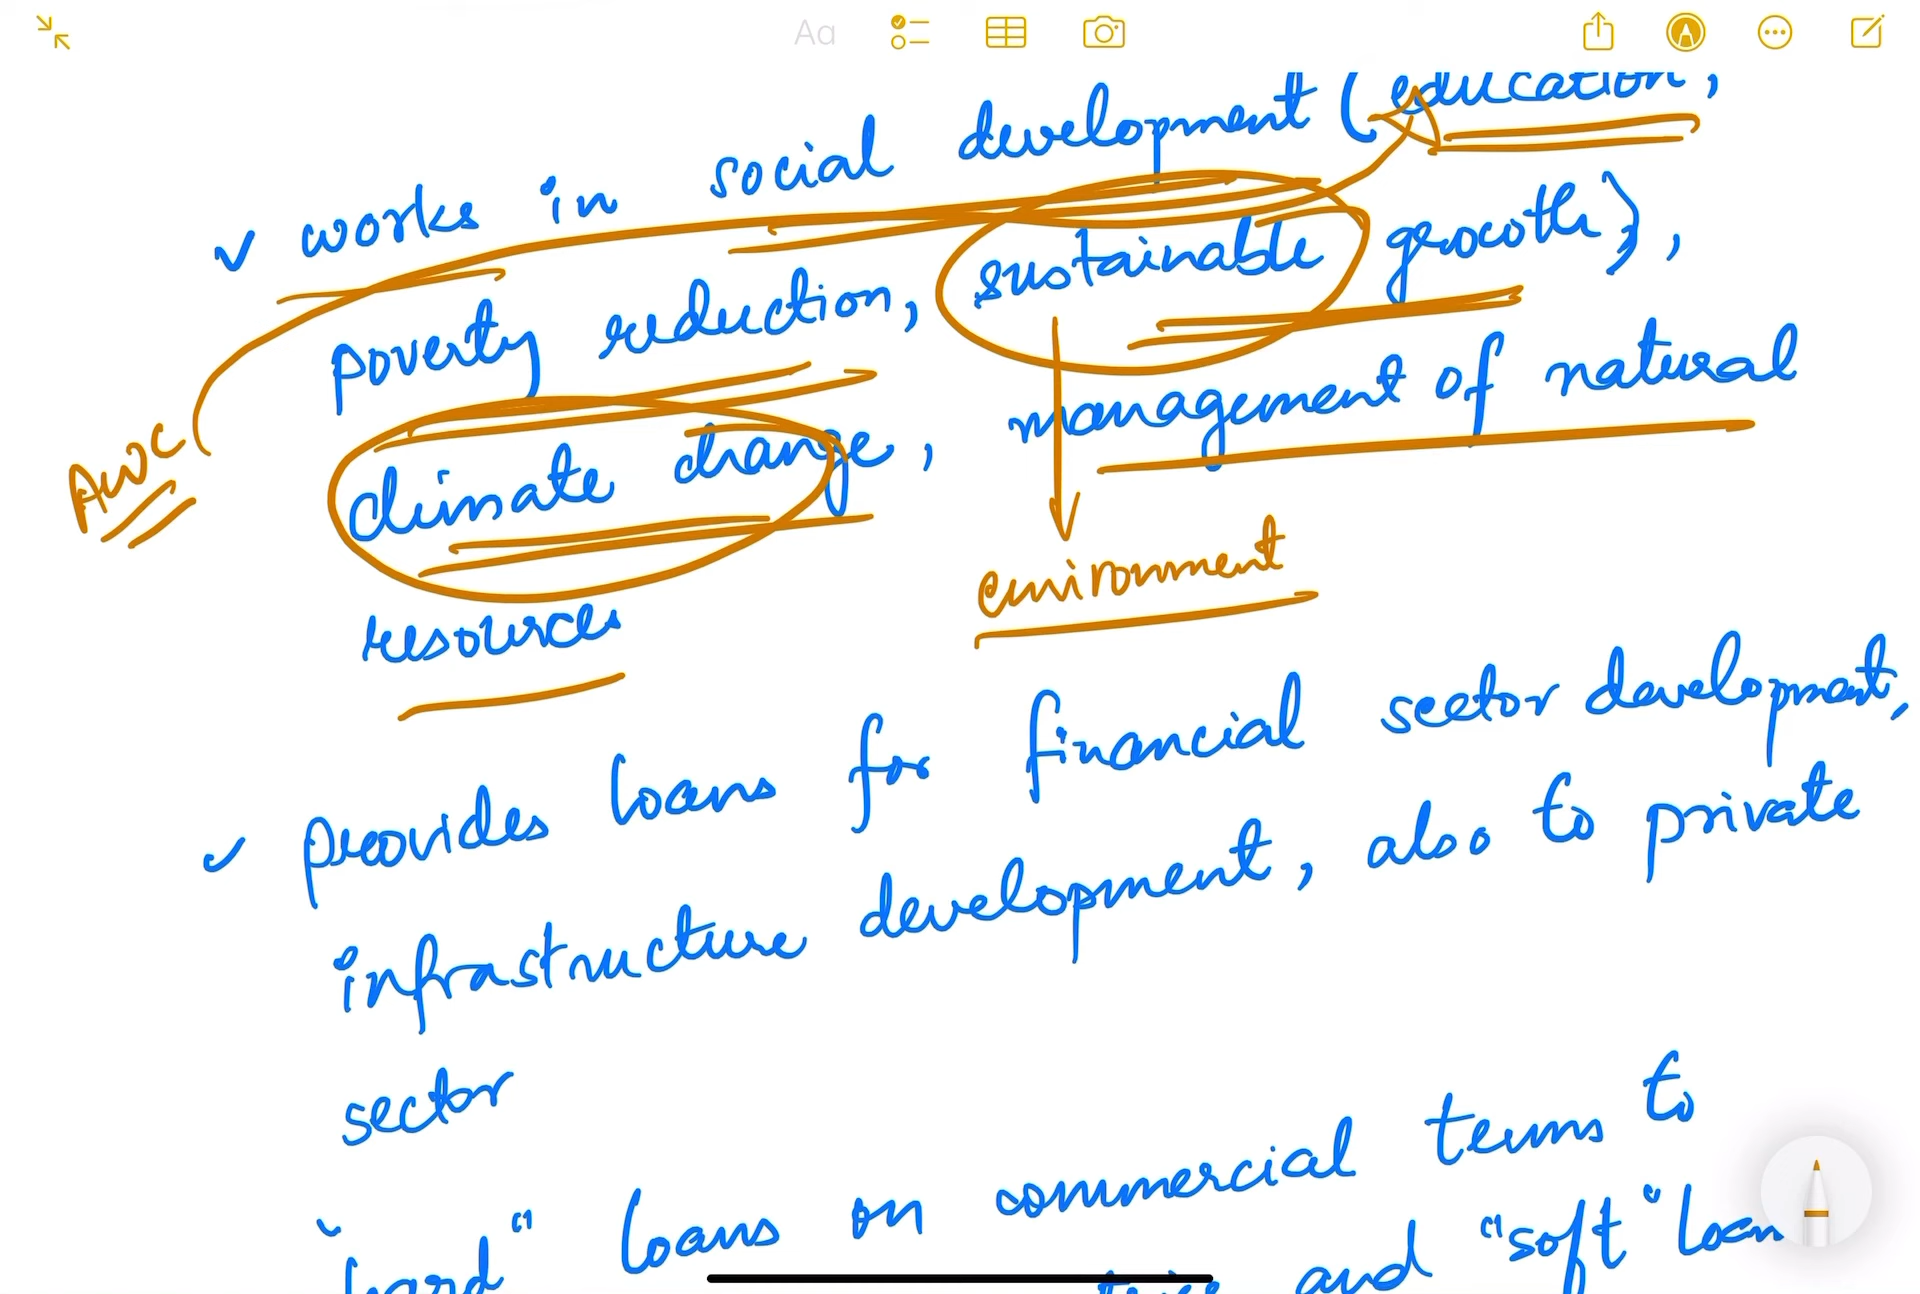 Aa
✓ works in social development (education,
poverty reduction, sustainable growth),
AWC
climate change, management of natural
environment
resources
✓ provides loans for financial sector development,
infrastructure development, also to private
sector
"hard" loans on commercial terms to
and "soft" loan